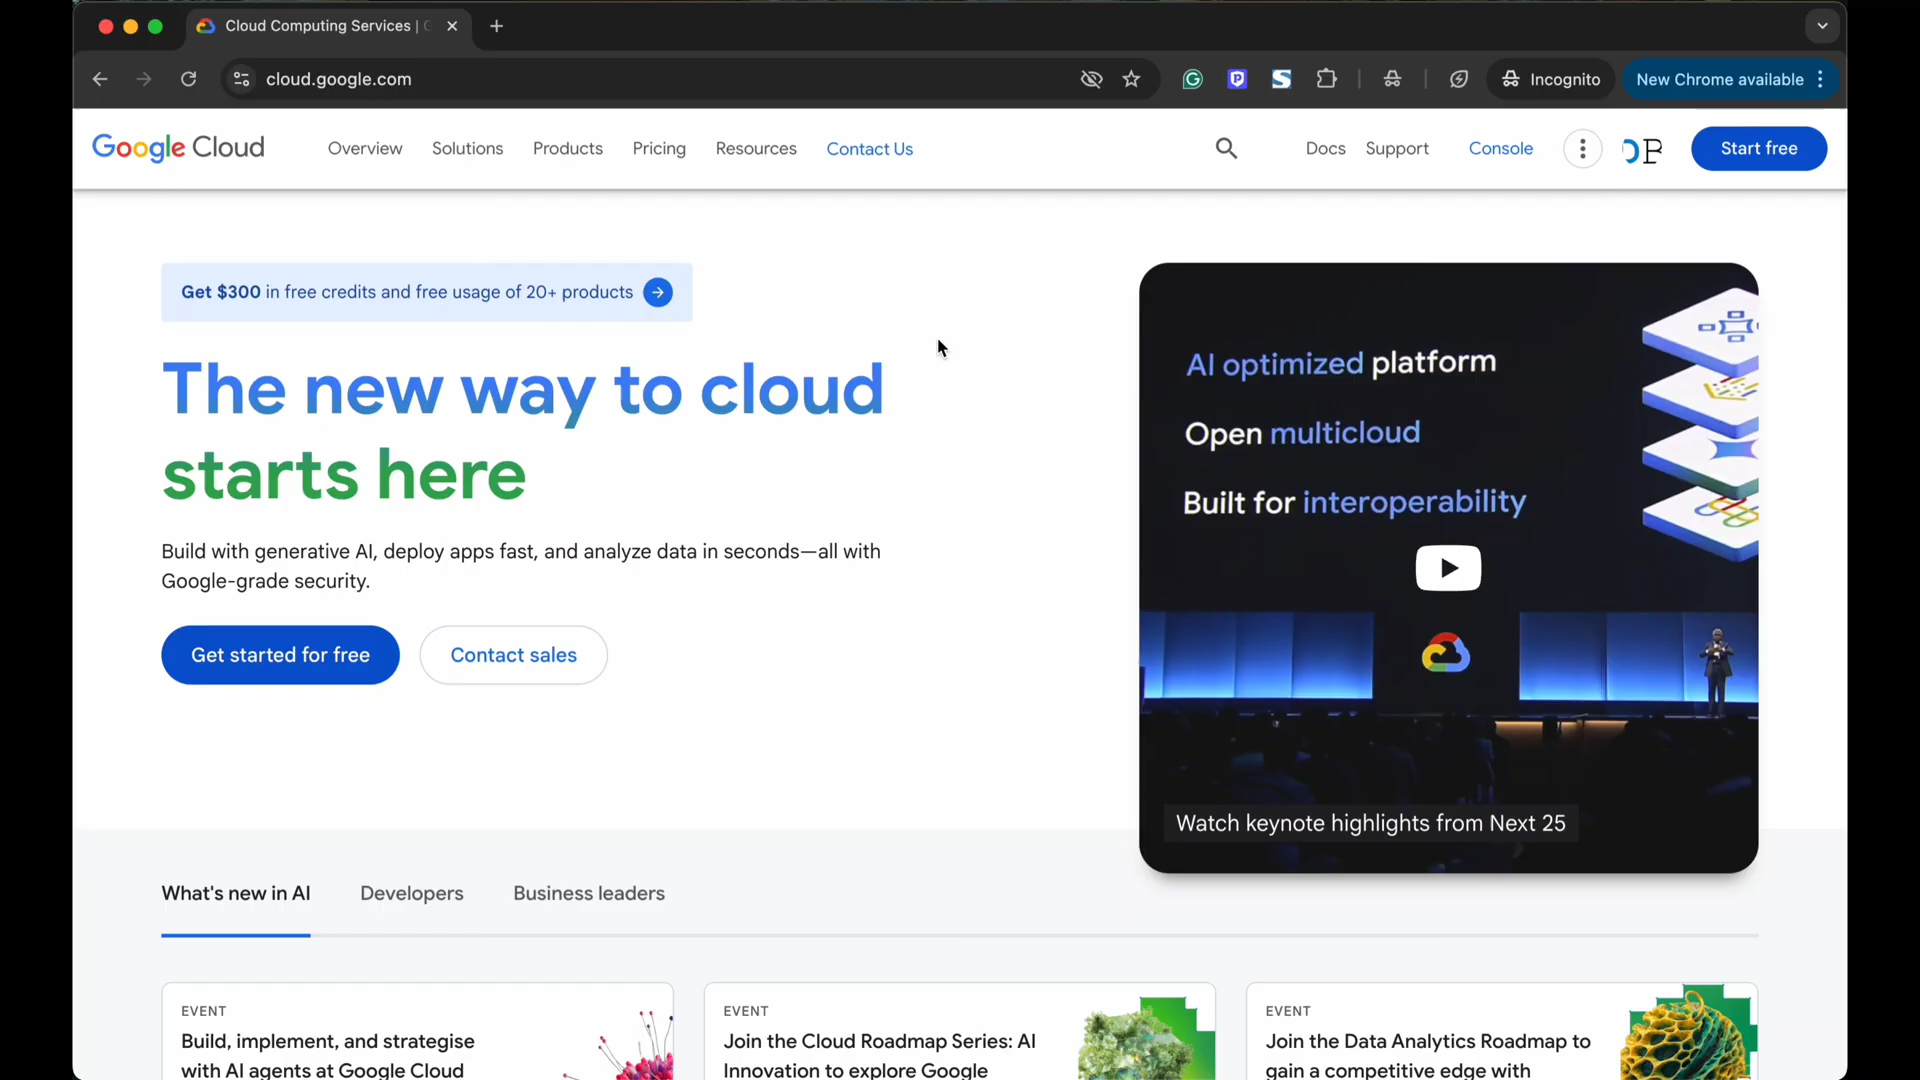 Cloud Computing Services |
cloud.google.com
Incognito
New Chrome available
Google Cloud
Overview
Solutions
Products
Pricing
Resources
Contact Us
Docs
Support
Console
Start free
Get $300 in free credits and free usage of 20+ products
The new way to cloud
starts here
Build with generative AI, deploy apps fast, and analyze data in seconds—all with
Google-grade security.
Get started for free
Contact sales
AI optimized platform
Open multicloud
Built for interoperability
Watch keynote highlights from Next 25
What's new in AI
Developers
Business leaders
EVENT
Build, implement, and strategise
with AI agents at Google Cloud
EVENT
Join the Cloud Roadmap Series: AI
Innovation to explore Google
EVENT
Join the Data Analytics Roadmap to
gain a competitive edge with